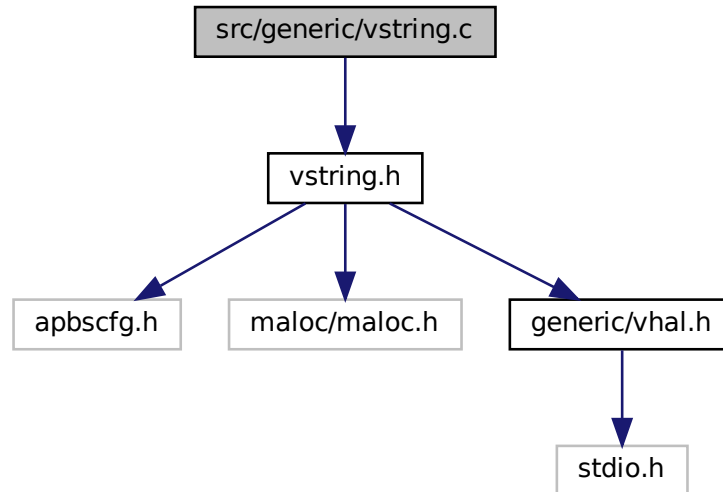 src/generic/vstring.c
vstring.h
apbscfg.h
maloc/maloc.h
generic/vhal.h
stdio.h